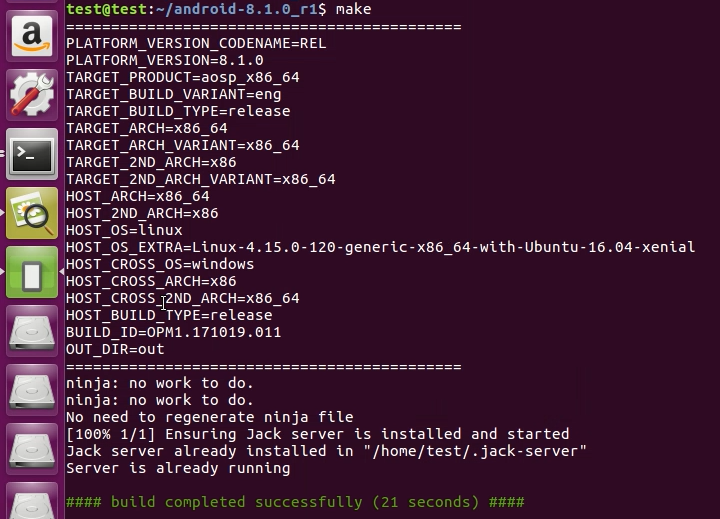 test@test:~/android-8.1.0_r1$ make
============================================
PLATFORM_VERSION_CODENAME=REL
PLATFORM_VERSION=8.1.0
TARGET_PRODUCT=aosp_x86_64
TARGET_BUILD_VARIANT=eng
TARGET_BUILD_TYPE=release
TARGET_ARCH=x86_64
TARGET_ARCH_VARIANT=x86_64
TARGET_2ND_ARCH=x86
TARGET_2ND_ARCH_VARIANT=x86_64
HOST_ARCH=x86_64
HOST_2ND_ARCH=x86
HOST_OS=linux
HOST_OS_EXTRA=Linux-4.15.0-120-generic-x86_64-with-Ubuntu-16.04-xenial
HOST_CROSS_OS=windows
HOST_CROSS_ARCH=x86
HOST_CROSS_2ND_ARCH=x86_64
HOST_BUILD_TYPE=release
BUILD_ID=OPM1.171019.011
OUT_DIR=out
============================================
ninja: no work to do.
ninja: no work to do.
No need to regenerate ninja file
[100% 1/1] Ensuring Jack server is installed and started
Jack server already installed in "/home/test/.jack-server"
Server is already running
#### build completed successfully (21 seconds) ####